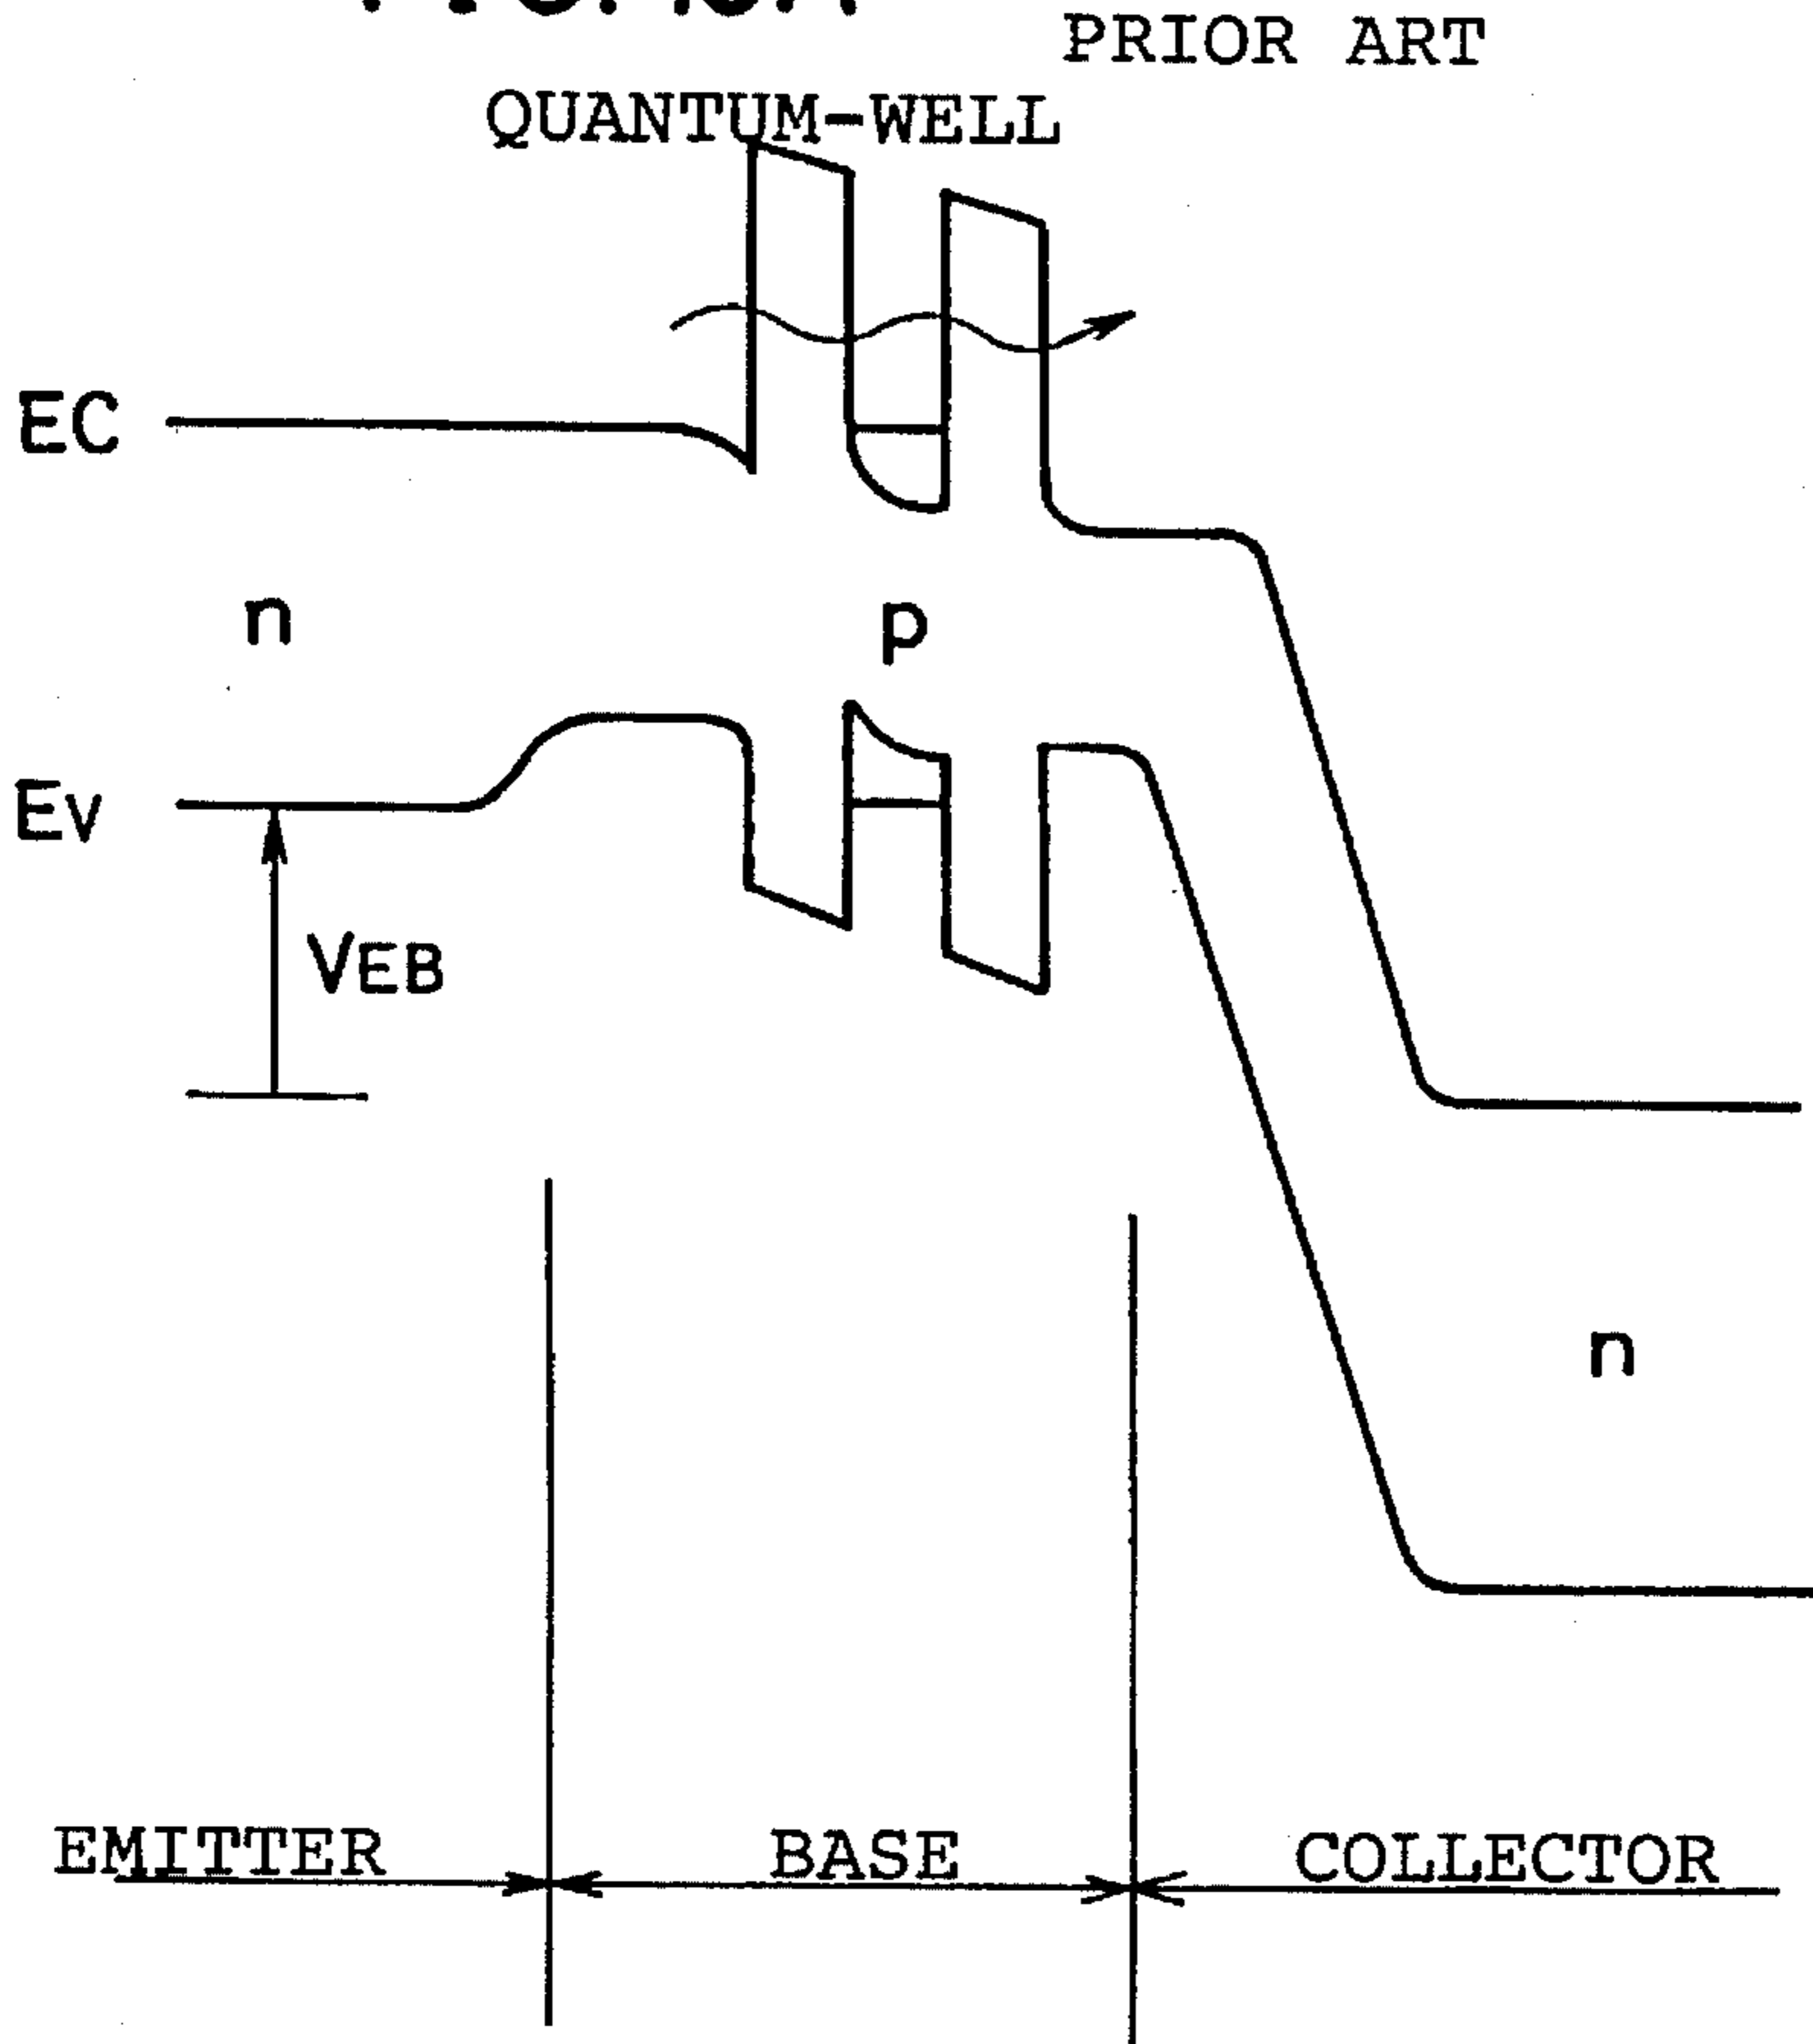 PRIOR ART
QUANTUM-WELL
EC
n
p
EV
VEB
n
EMITTER
BASE
COLLECTOR